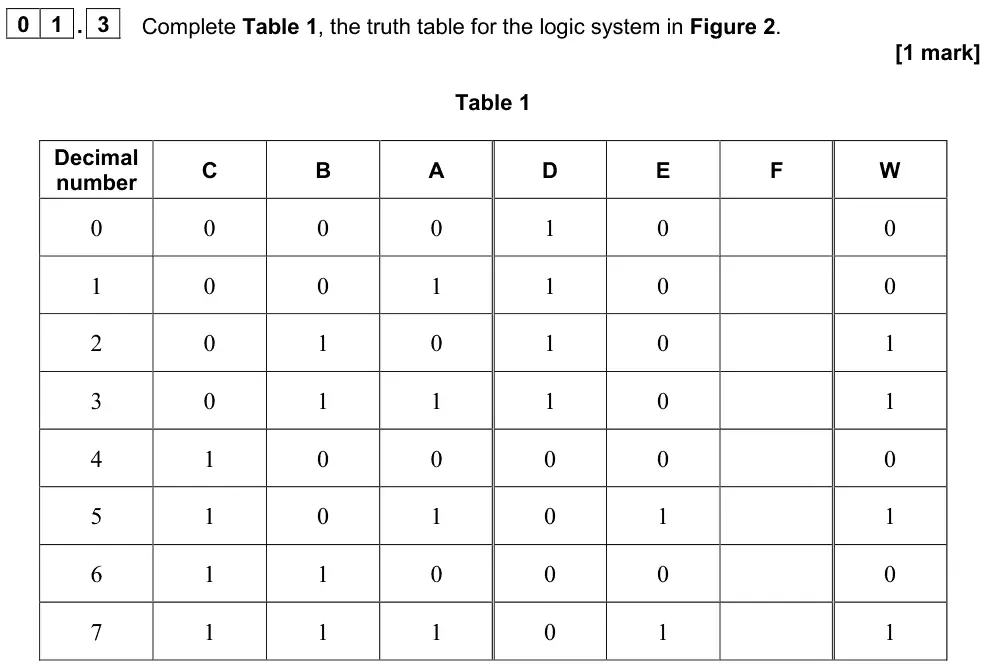 0 1 . 3 Complete Table 1, the truth table for the logic system in Figure 2.
[1 mark]
Table 1
Decimal number C B A D E F W
0 0 0 0 1 0 0
1 0 0 1 1 0 0
2 0 1 0 1 0 1
3 0 1 1 1 0 1
4 1 0 0 0 0 0
5 1 0 1 0 1 1
6 1 1 0 0 0 0
7 1 1 1 0 1 1